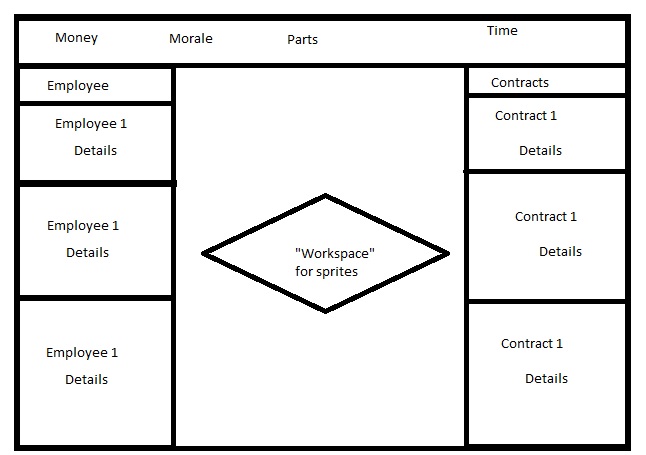 Money
Morale
Parts
Time
Employee
Employee 1
Details
Employee 1
Details
Employee 1
Details
"Workspace"
for sprites
Contracts
Contract 1
Details
Contract 1
Details
Contract 1
Details